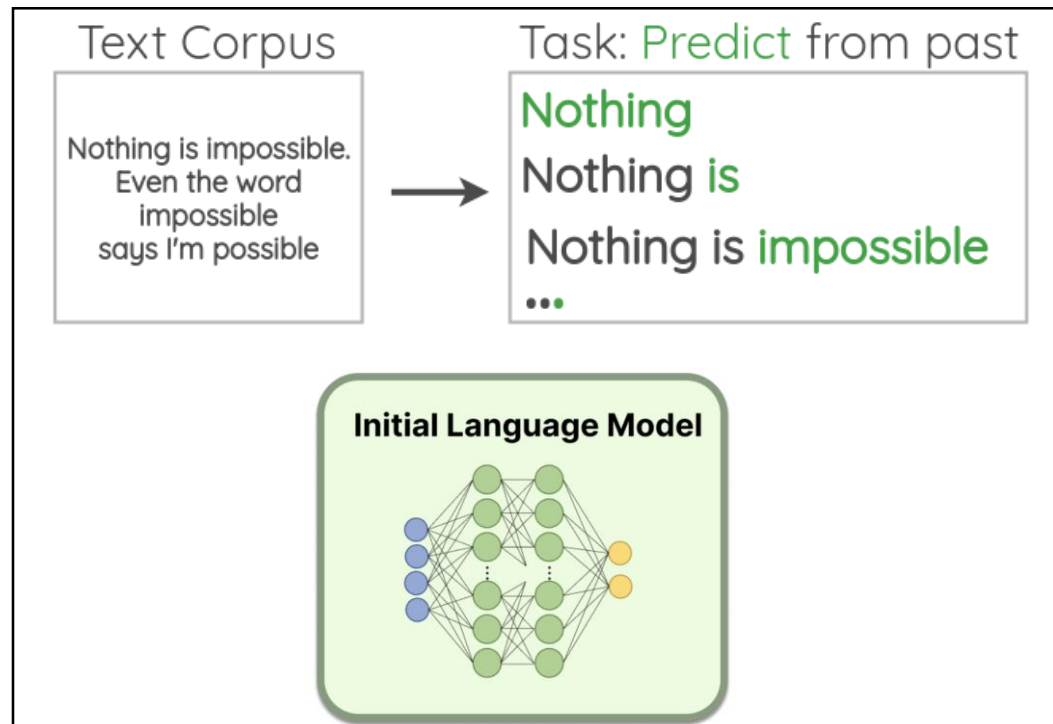 Text Corpus
Task: Predict from past
Nothing is impossible.
Even the word
impossible
says I'm possible
Nothing
Nothing is
Nothing is impossible
...
Initial Language Model